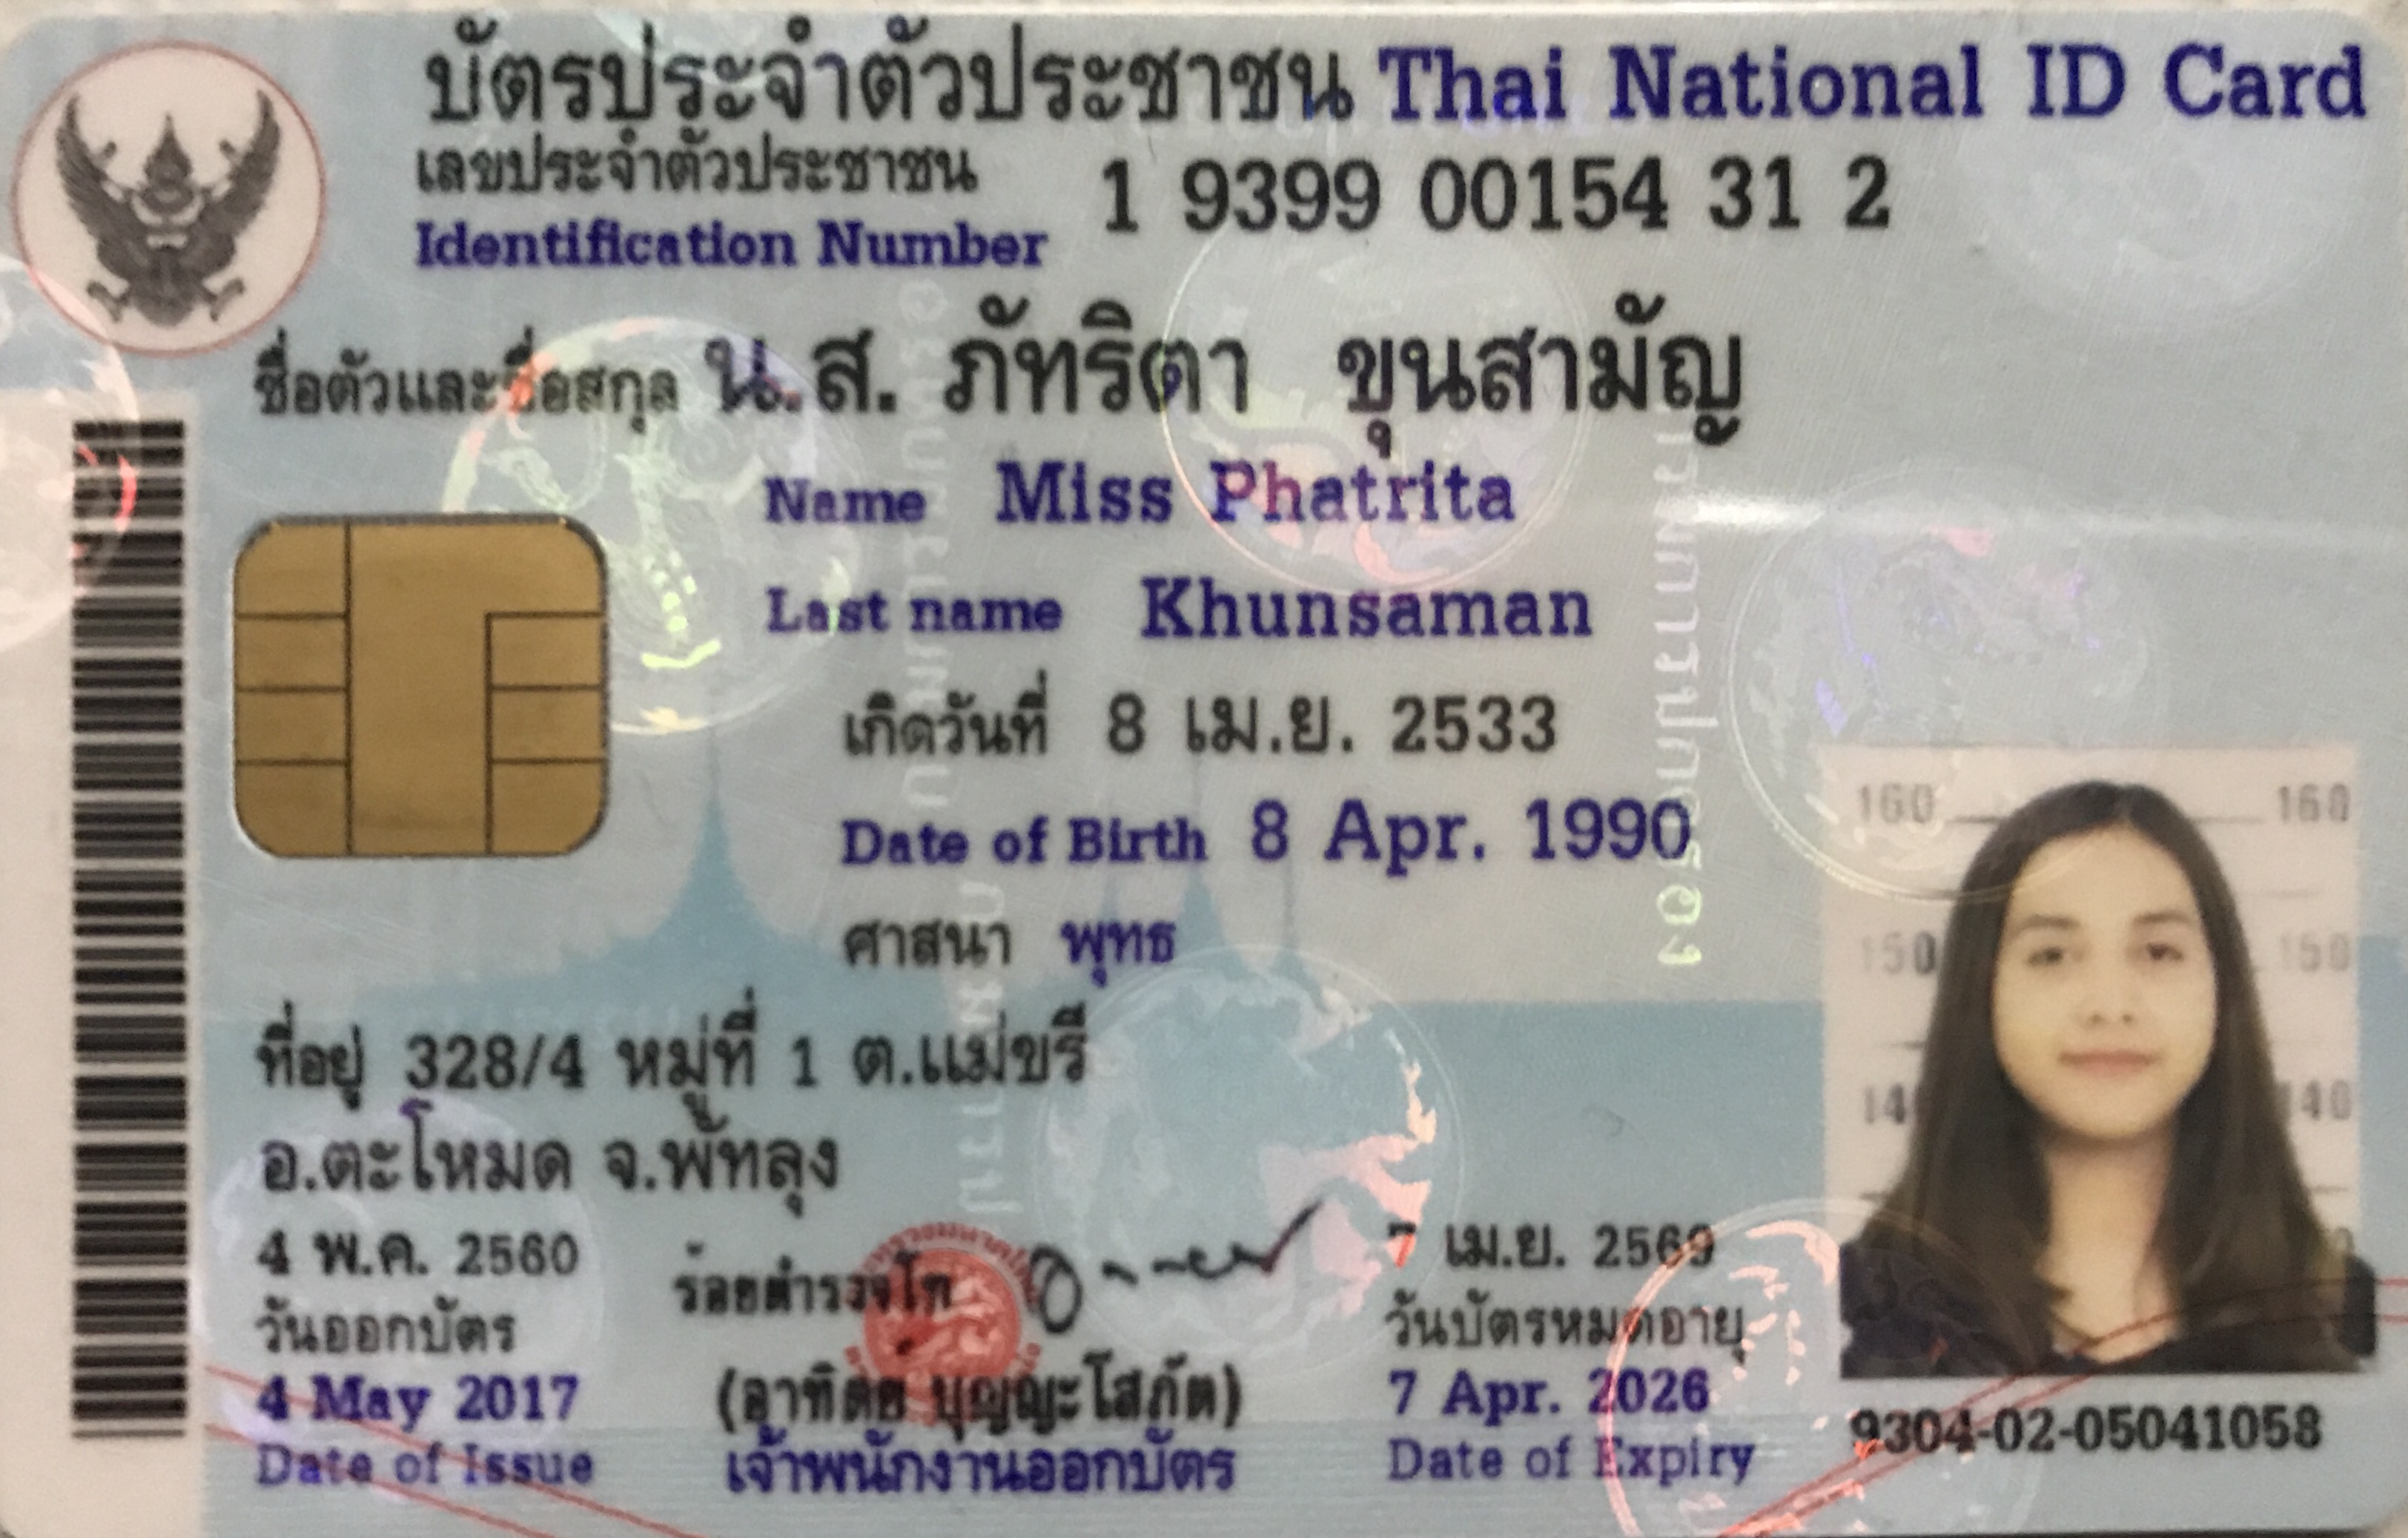 บัตรประจำตัวประชาชน Thai National ID Card
เลขประจำตัวประชาชน
Identification Number 1 9399 00154 31 2
ชื่อตัวและชื่อสกุล น.ส. ภัทริตา ขุนสามัญ
Name Miss Phatrita
Last name Khunsaman
เกิดวันที่ 8 เม.ย. 2533
Date of Birth 8 Apr. 1990
ศาสนา พุทธ
ที่อยู่ 328/4 หมู่ที่ 1 ต.แม่ขรี
อ.ตะโหมด จ.พัทลุง
4 พ.ค. 2560
วันออกบัตร
4 May 2017
Date of Issue
ร้อยตำรวจโท
(อาทิตย์ บุญญะโสภัต)
เจ้าพนักงานออกบัตร
7 เม.ย. 2569
วันบัตรหมดอายุ
7 Apr. 2026
Date of Expiry
160 160
150 150
140 140
9304-02-05041058